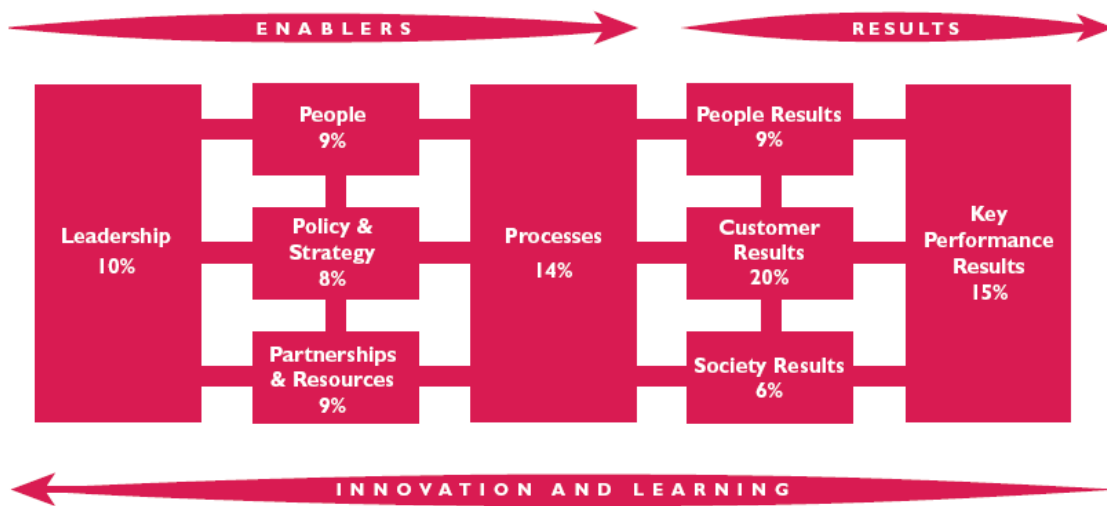 ENABLERS
RESULTS
Leadership
10%
People
9%
Policy &
Strategy
8%
Partnerships
& Resources
9%
Processes
14%
People Results
9%
Customer
Results
20%
Society Results
6%
Key
Performance
Results
15%
INNOVATION AND LEARNING